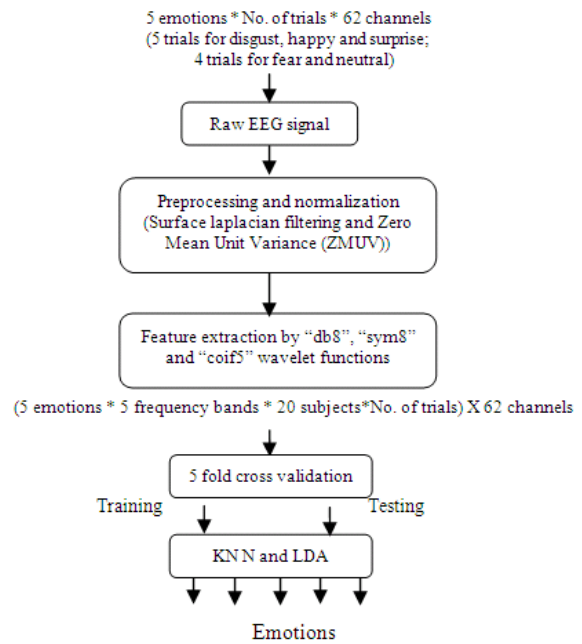 5 emotions * No. of trials * 62 channels
(5 trials for disgust, happy and surprise;
4 trials for fear and neutral)
Raw EEG signal
Preprocessing and normalization
(Surface laplacian filtering and Zero
Mean Unit Variance (ZMUV))
Feature extraction by “db8”, “sym8”
and “coif5” wavelet functions
(5 emotions * 5 frequency bands * 20 subjects*No. of trials) X 62 channels
5 fold cross validation
Training Testing
KNN and LDA
Emotions